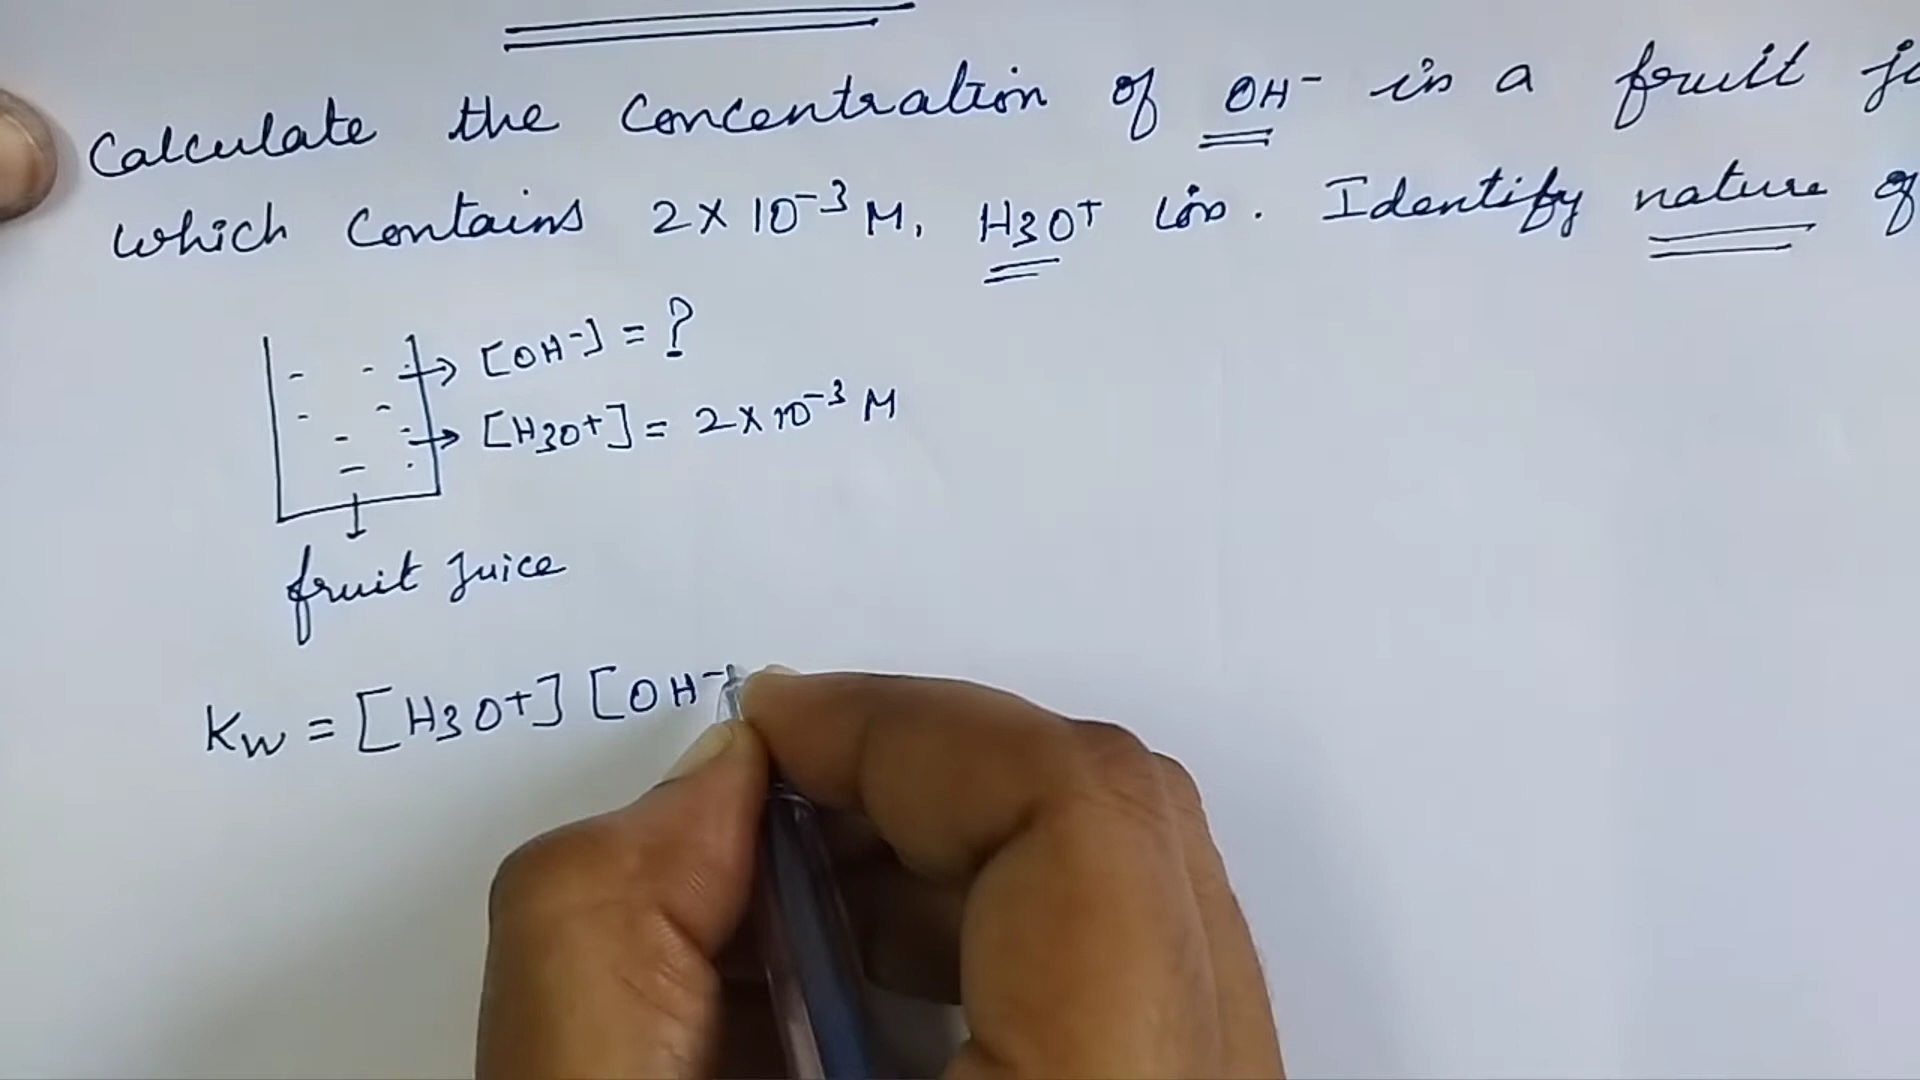 Calculate the concentration of OH⁻ in a fruit
which contains 2 × 10⁻³ M, H3O⁺ ion. Identify nature of
[OH⁻] = ?
[H3O⁺] = 2 × 10⁻³ M
fruit Juice
Kw = [H3O⁺] [OH⁻